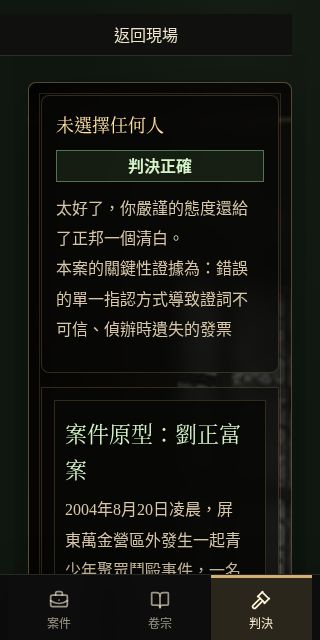 返回現場
未選擇任何人
判決正確
太好了，你嚴謹的態度還給
了正邦一個清白。
本案的關鍵性證據為：錯誤
的單一指認方式導致證詞不
可信、偵辦時遺失的發票
案件原型：劉正富
案
2004年8月20日凌晨，屏
東萬金營區外發生一起青
少年聚眾鬥毆事件，一名
案件
卷宗
判決